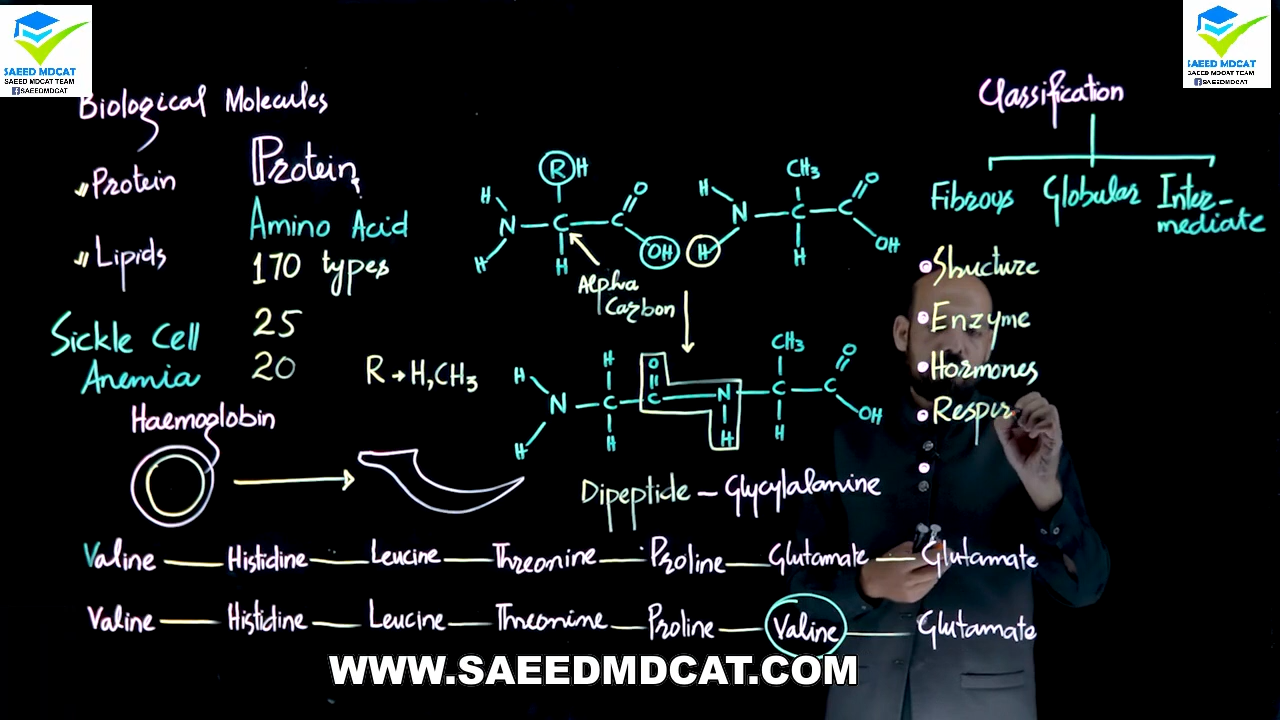 SAEED MDCAT
SAEED MDCAT TEAM
SAEEDMDCAT
SAEED MDCAT
SAEED MDCAT TEAM
SAEEDMDCAT
Biological Molecules
Protein
Lipids
Protein
Amino Acid
170 types
25
20
Sickle Cell
Anemia
R → H, CH3
Haemoglobin
R H
H
N C C O
H H OH
Alpha
Carbon
CH3
H
N C C O
H H OH
H H O CH3 O
N C C N C C
H H H H OH
Dipeptide - Glycylalamine
Classification
Fibrous Globular Inter-
mediate
Structure
Enzyme
Hormones
Respir
Valine Histidine Leucine Threonine Proline Glutamate Glutamate
Valine Histidine Leucine Threonine Proline Valine Glutamate
WWW.SAEEDMDCAT.COM